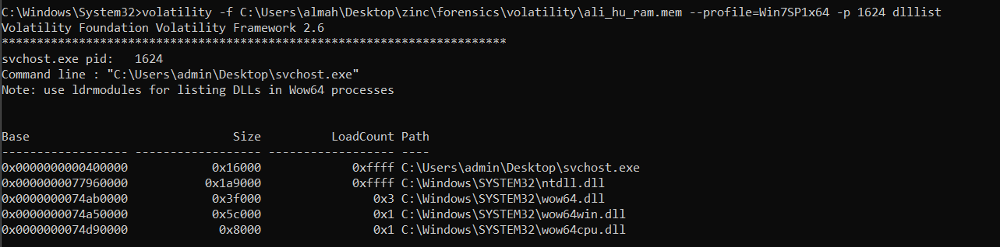 C:\Windows\System32>volatility -f C:\Users\almah\Desktop\zinc\forensics\volatility\ali_hu_ram.mem --profile=Win7SP1x64 -p 1624 dlllist
Volatility Foundation Volatility Framework 2.6
************************************************************************
svchost.exe pid:   1624
Command line : "C:\Users\admin\Desktop\svchost.exe"
Note: use ldrmodules for listing DLLs in Wow64 processes
Base                             Size          LoadCount Path
------------------ ------------------ ------------------ ----
0x0000000000400000            0x16000             0xffff C:\Users\admin\Desktop\svchost.exe
0x0000000077960000           0x1a9000             0xffff C:\Windows\SYSTEM32\ntdll.dll
0x0000000074ab0000            0x3f000                0x3 C:\Windows\SYSTEM32\wow64.dll
0x0000000074a50000            0x5c000                0x1 C:\Windows\SYSTEM32\wow64win.dll
0x0000000074d90000             0x8000                0x1 C:\Windows\SYSTEM32\wow64cpu.dll